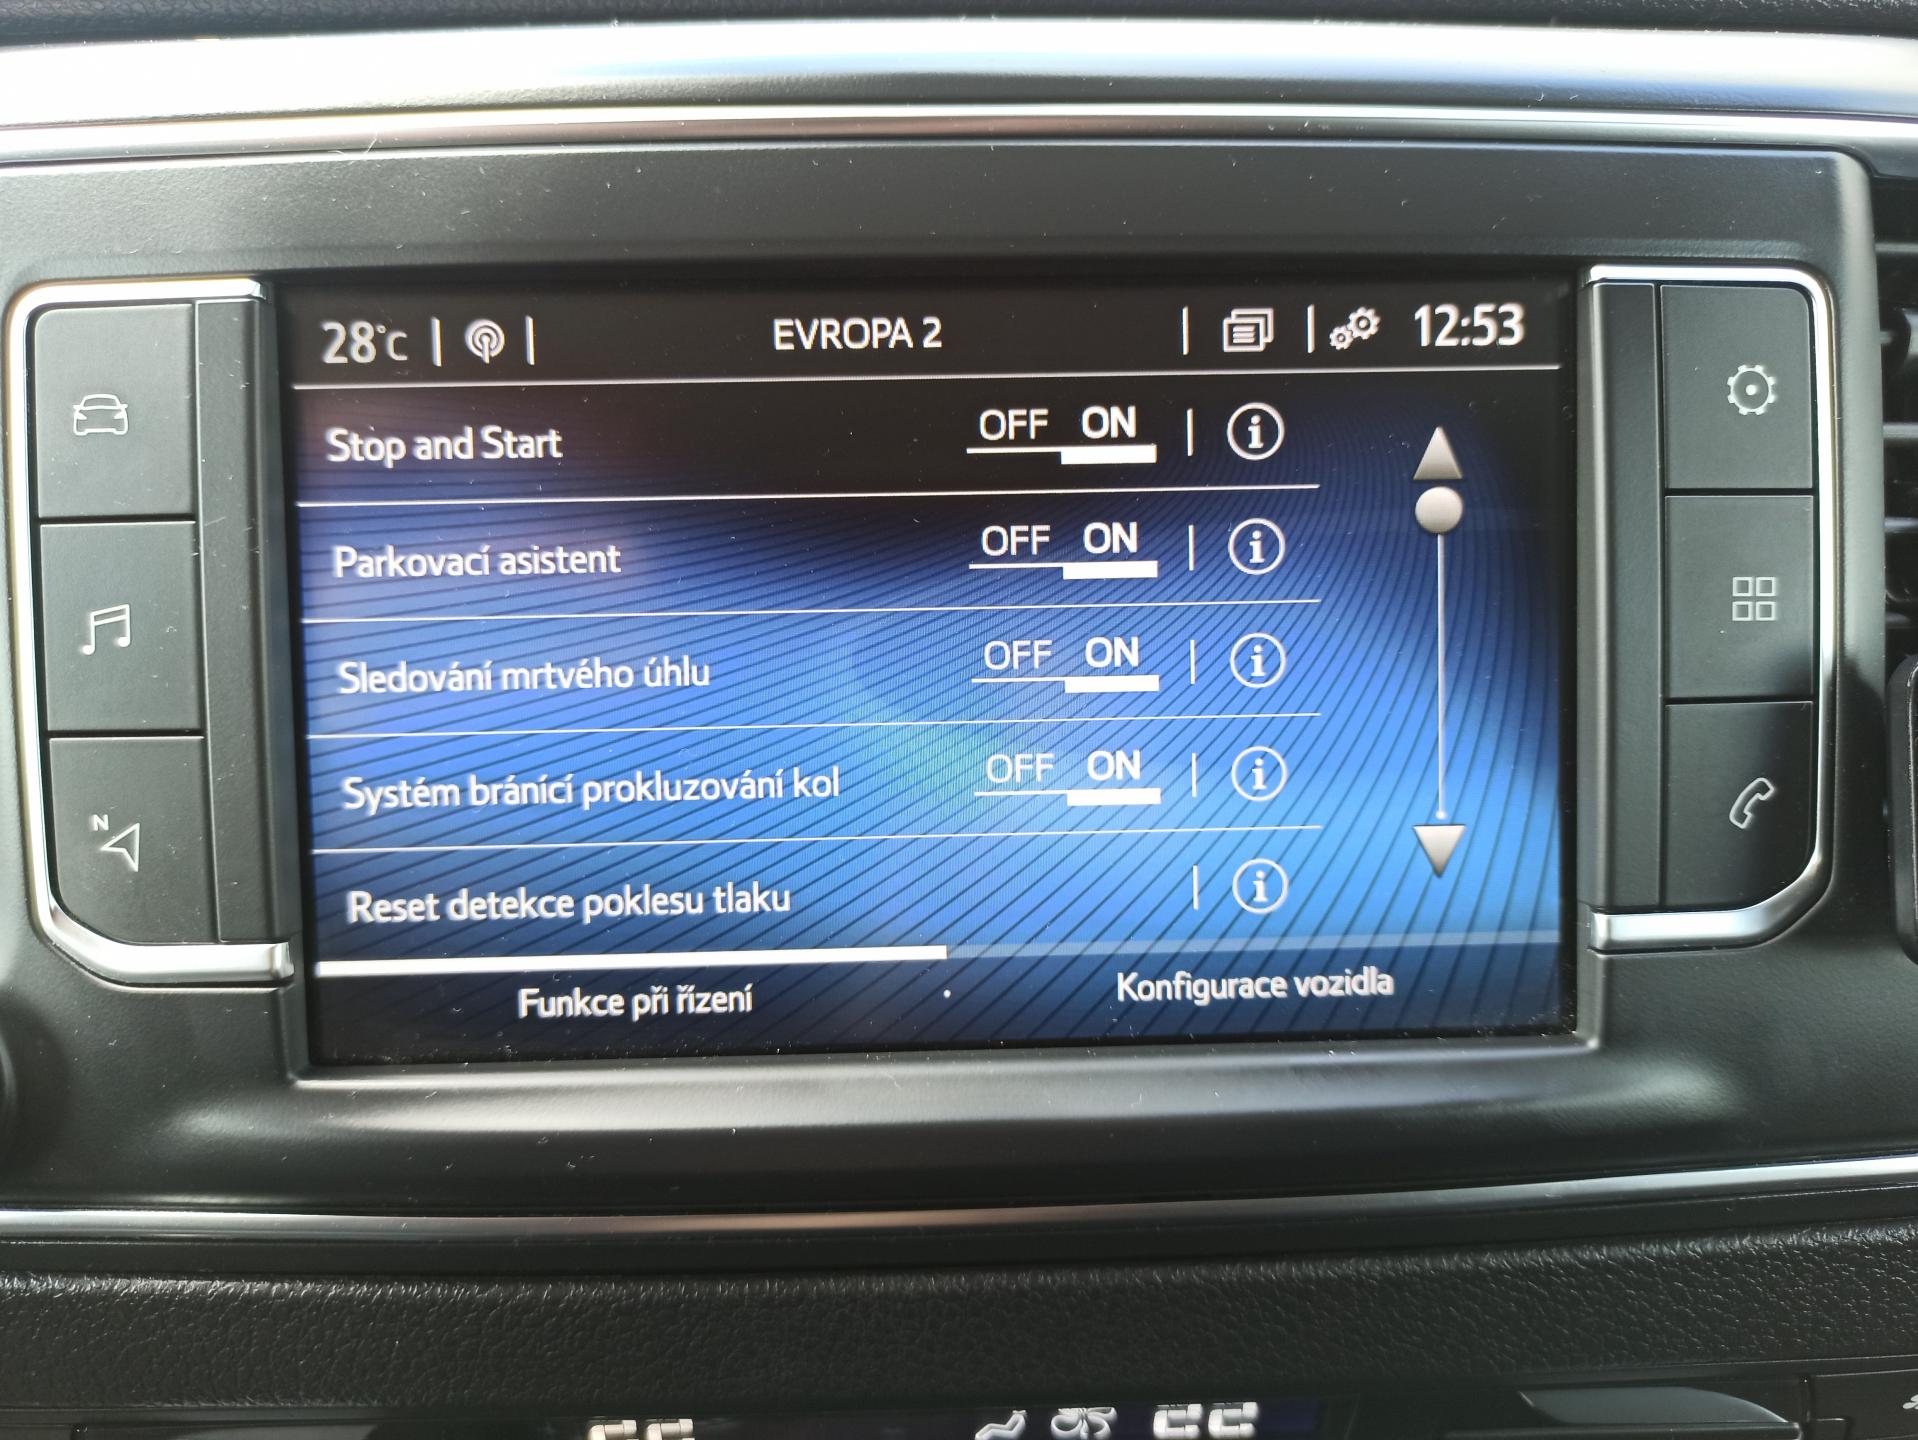 28°C EVROPA 2 12:53
Stop and Start OFF ON
Parkovací asistent OFF ON
Sledování mrtvého úhlu OFF ON
Systém bránící prokluzování kol OFF ON
Reset detekce poklesu tlaku
Funkce při řízení Konfigurace vozidla
N